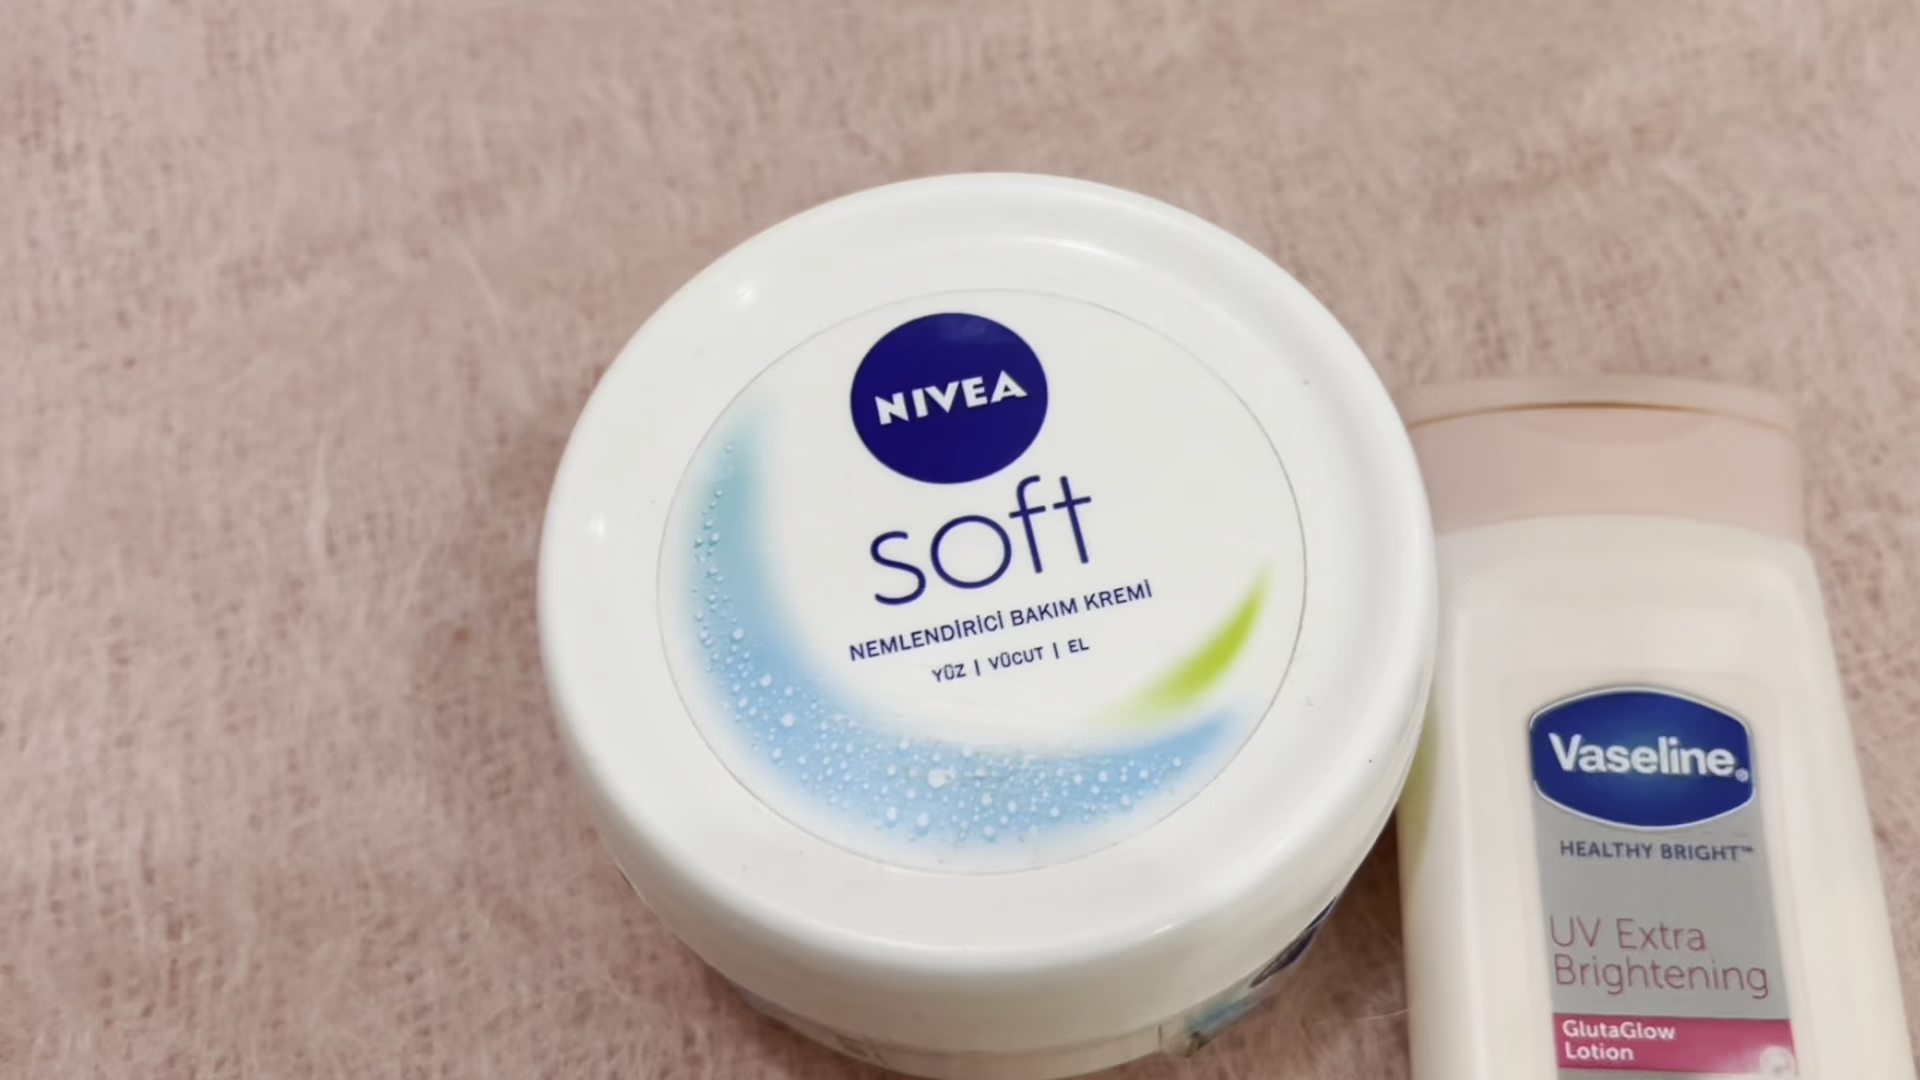 NIVEA
soft
NEMLENDİRİCİ BAKIM KREMİ
YÜZ | VÜCUT | EL
Vaseline®
HEALTHY BRIGHT™
UV Extra
Brightening
GlutaGlow
Lotion